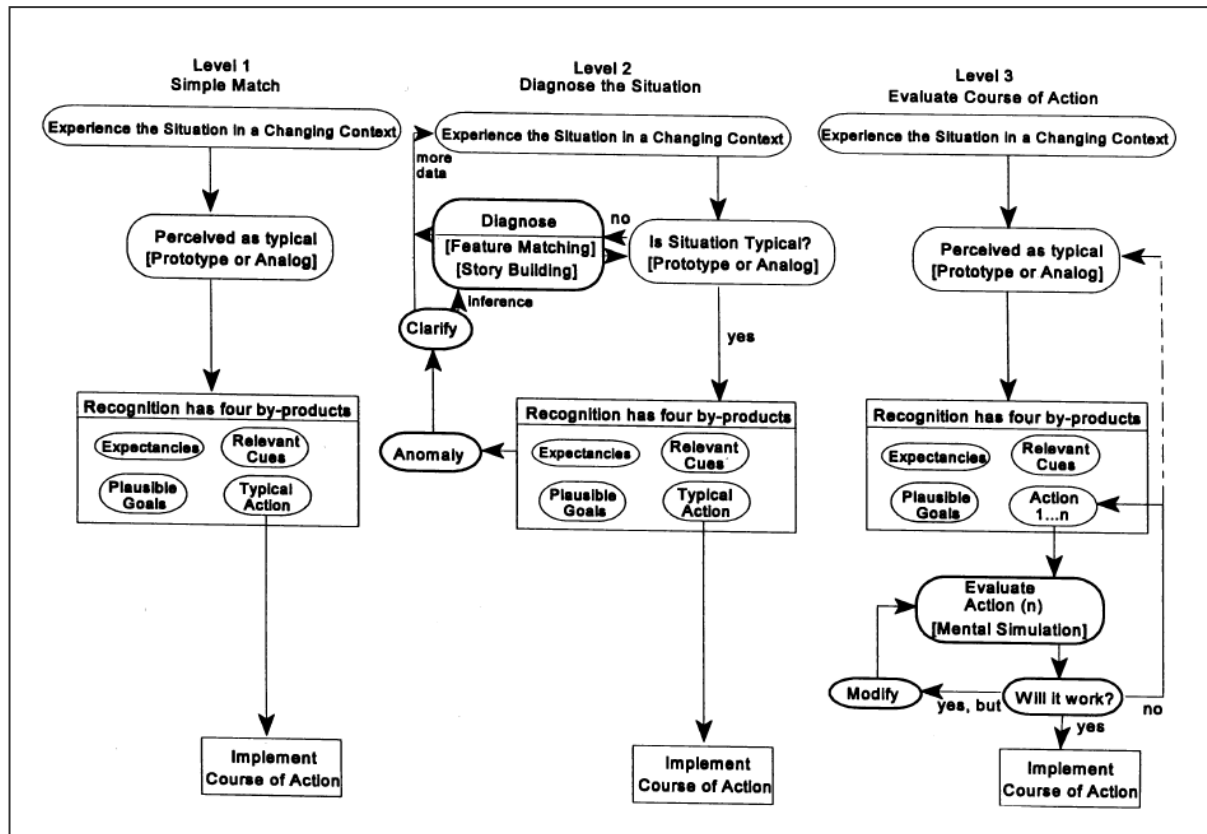 Level 1
Simple Match
Experience the Situation in a Changing Context
Perceived as typical
[Prototype or Analog]
Recognition has four by-products
Expectancies
Relevant
Cues
Plausible
Goals
Typical
Action
Implement
Course of Action
Level 2
Diagnose the Situation
Experience the Situation in a Changing Context
more
data
Diagnose
[Feature Matching]
[Story Building]
no
Is Situation Typical?
[Prototype or Analog]
inference
Clarify
yes
Anomaly
Recognition has four by-products
Expectancies
Relevant
Cues
Plausible
Goals
Typical
Action
Implement
Course of Action
Level 3
Evaluate Course of Action
Experience the Situation in a Changing Context
Perceived as typical
[Prototype or Analog]
Recognition has four by-products
Expectancies
Relevant
Cues
Plausible
Goals
Action
1...n
Evaluate
Action (n)
[Mental Simulation]
Modify
yes, but
Will it work?
no
yes
Implement
Course of Action